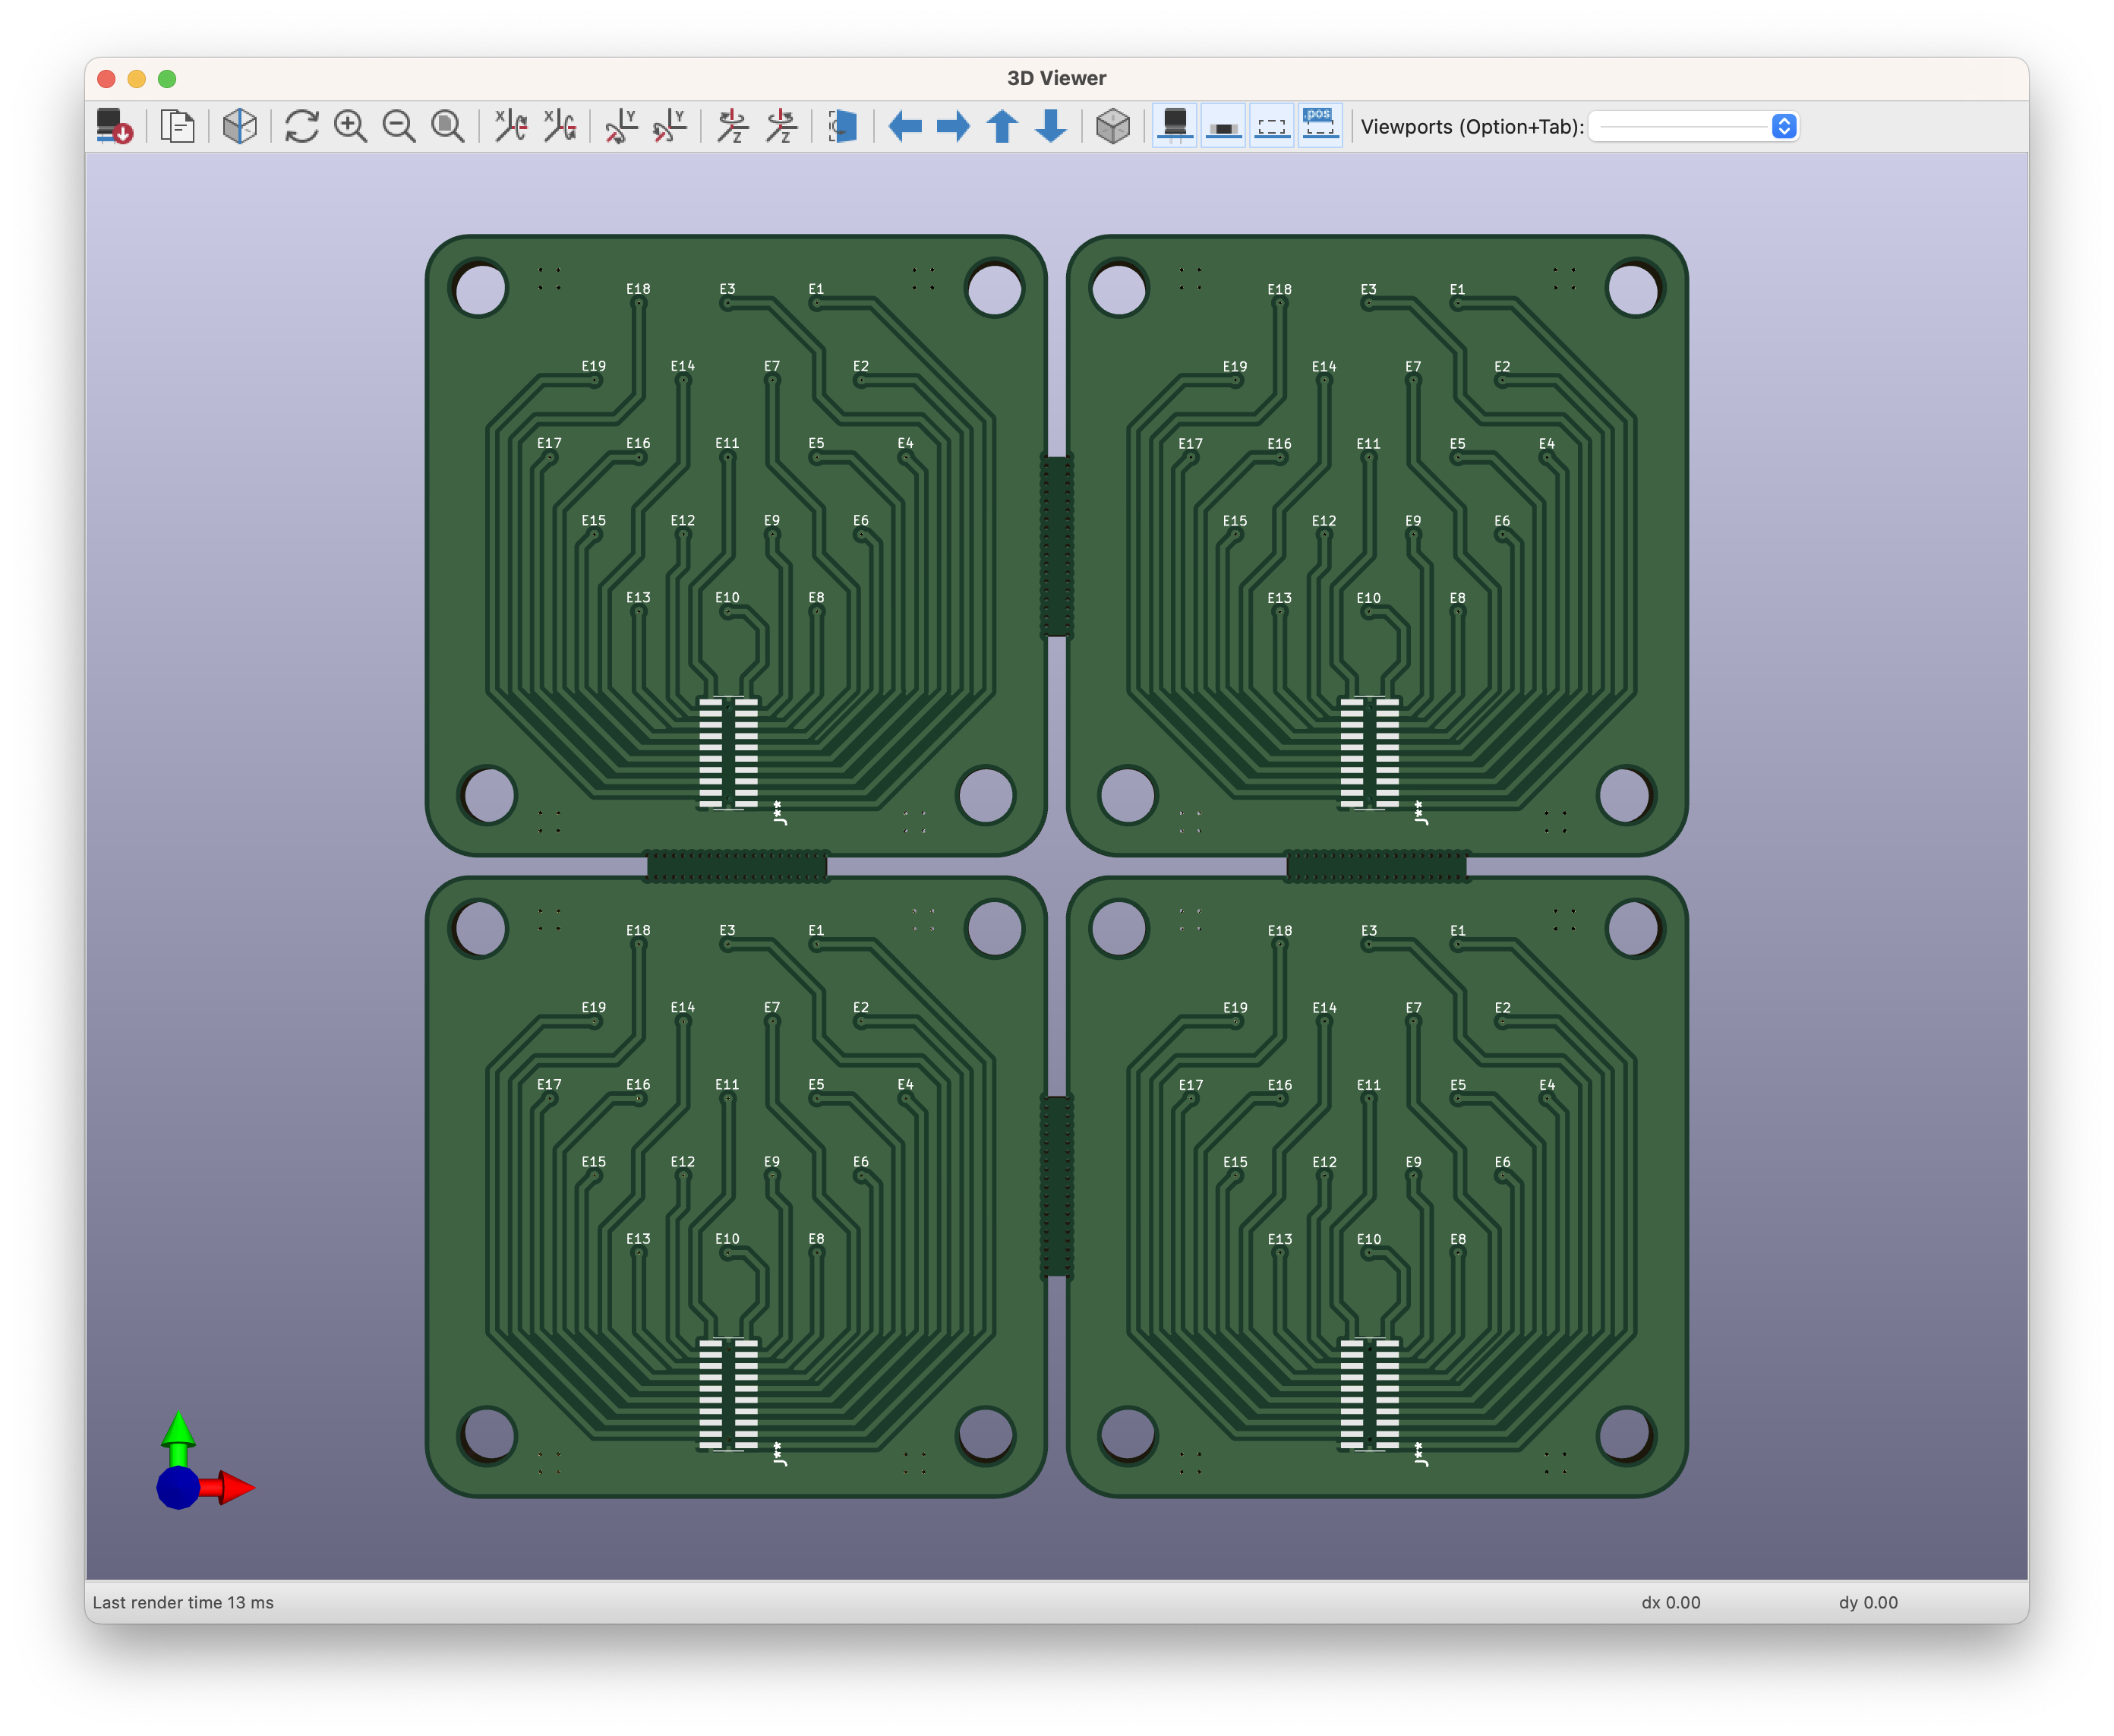 3D Viewer
X X Y Y Z Z .pos Viewports (Option+Tab):
E18 E3 E1 E18 E3 E1
E19 E14 E7 E2 E19 E14 E7 E2
E17 E16 E11 E5 E4 E17 E16 E11 E5 E4
E15 E12 E9 E6 E15 E12 E9 E6
E13 E10 E8 E13 E10 E8
J** J**
E18 E3 E1 E18 E3 E1
E19 E14 E7 E2 E19 E14 E7 E2
E17 E16 E11 E5 E4 E17 E16 E11 E5 E4
E15 E12 E9 E6 E15 E12 E9 E6
E13 E10 E8 E13 E10 E8
J** J**
Last render time 13 ms dx 0.00 dy 0.00